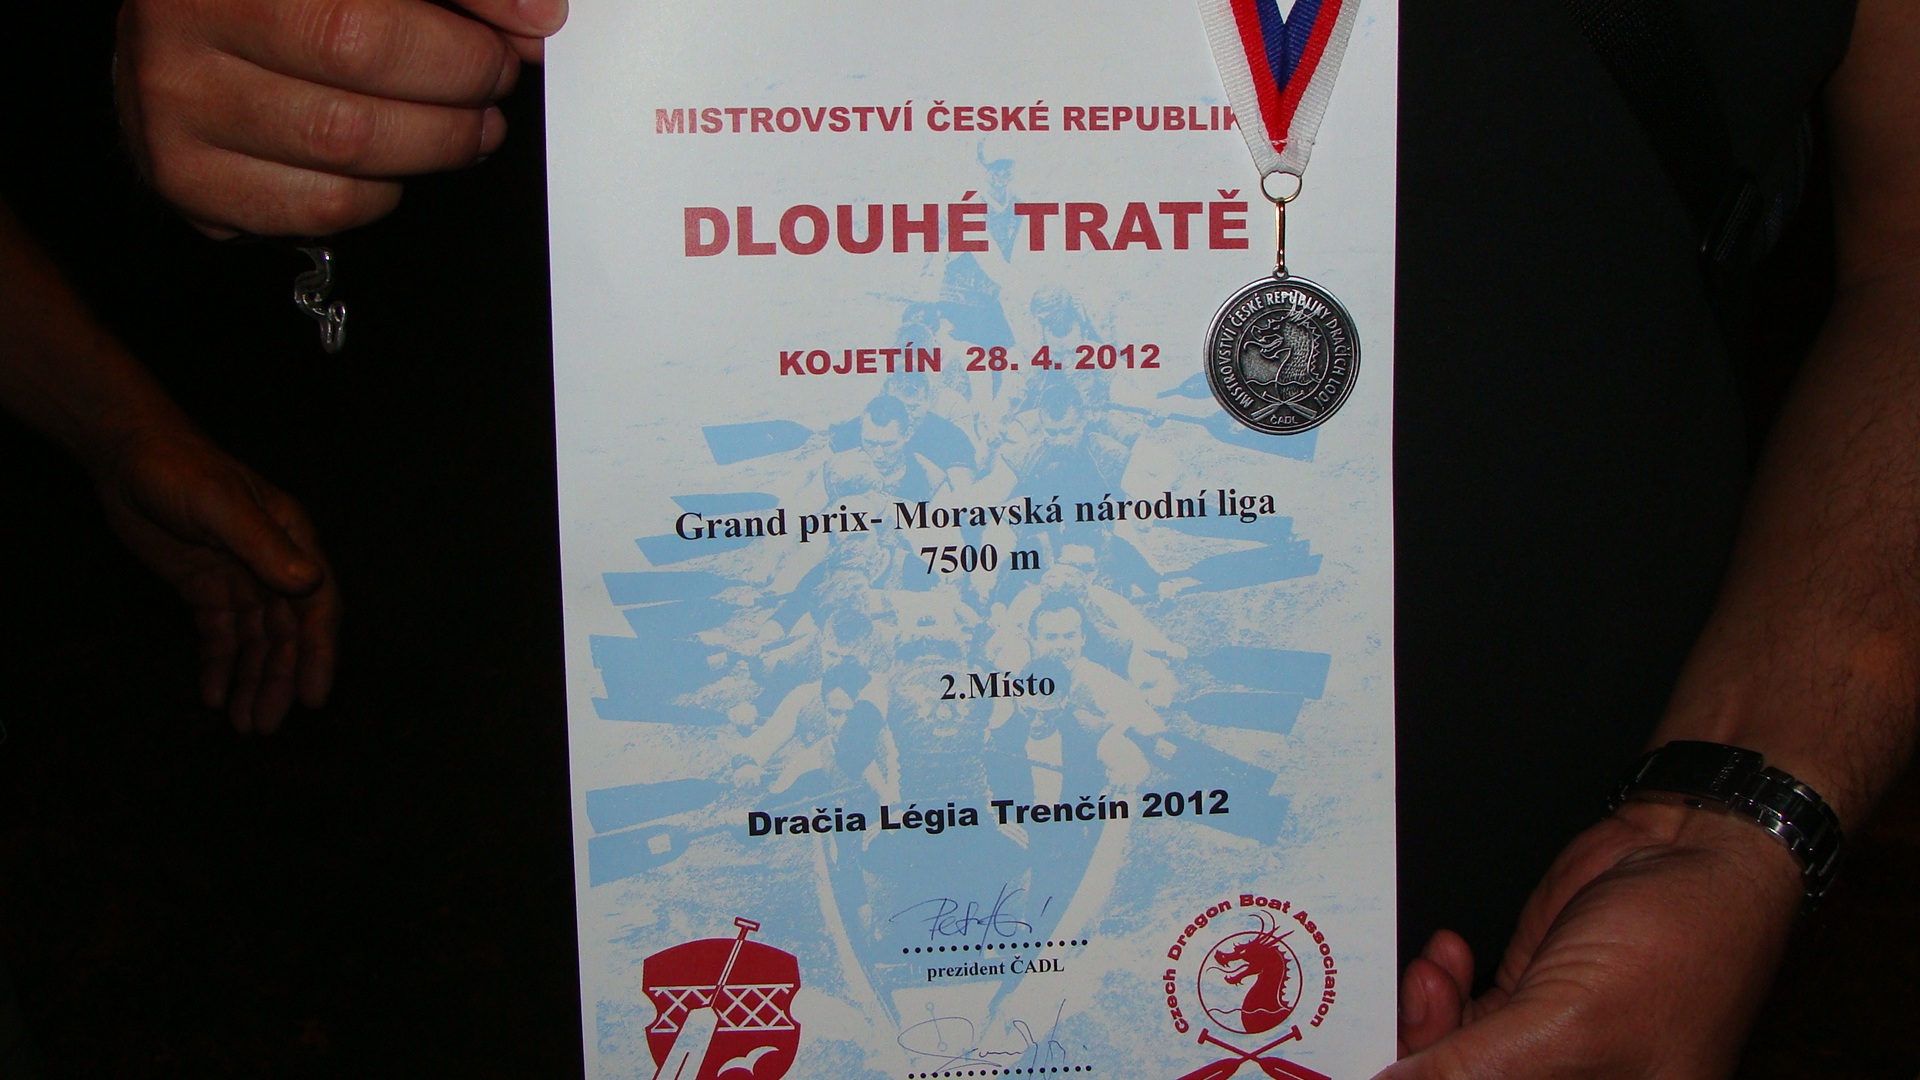 MISTROVSTVÍ ČESKÉ REPUBLIK
DLOUHÉ TRATĚ
KOJETÍN 28. 4. 2012
MISTROVSTVÍ ČESKÉ REPUBLIKY DRAČÍCH LODÍ
ČADL
Grand prix- Moravská národní liga
7500 m
2.Místo
Dračia Légia Trenčín 2012
prezident ČADL
Czech Dragon Boat Association